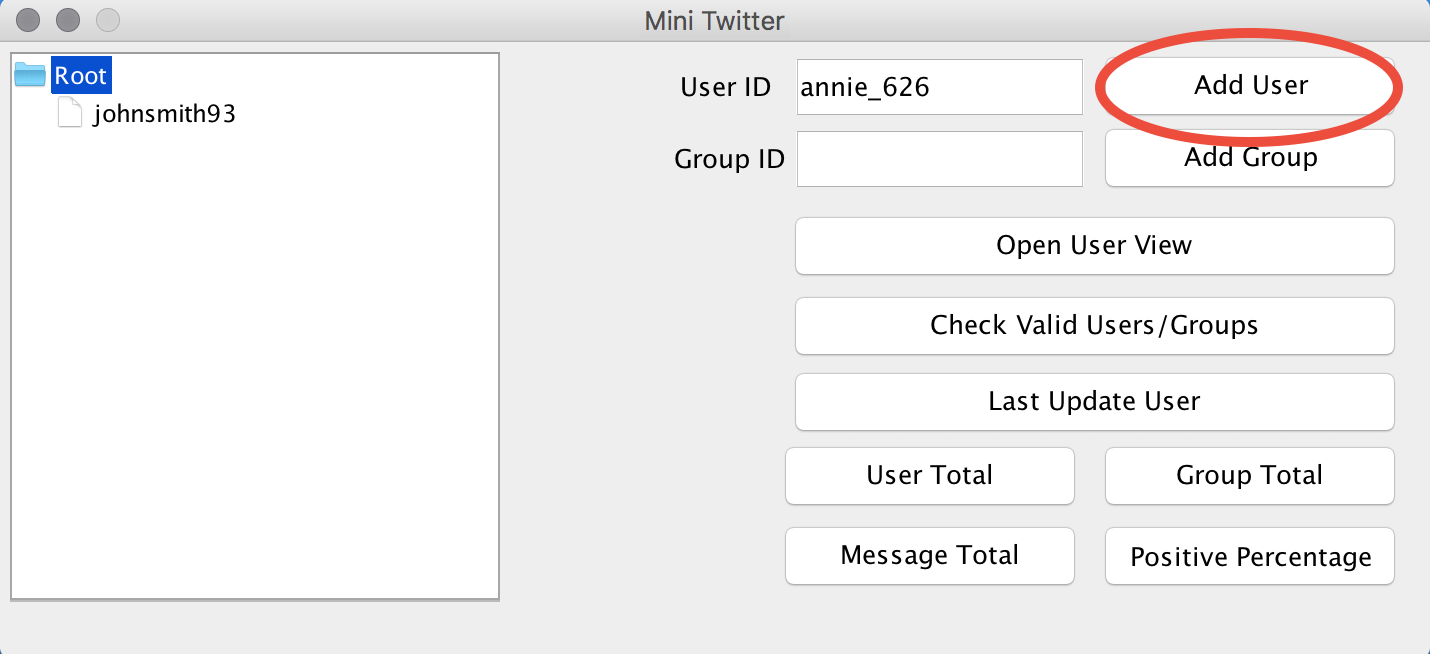 Mini Twitter
Root
johnsmith93
User ID
annie_626
Add User
Group ID
Add Group
Open User View
Check Valid Users/Groups
Last Update User
User Total
Group Total
Message Total
Positive Percentage